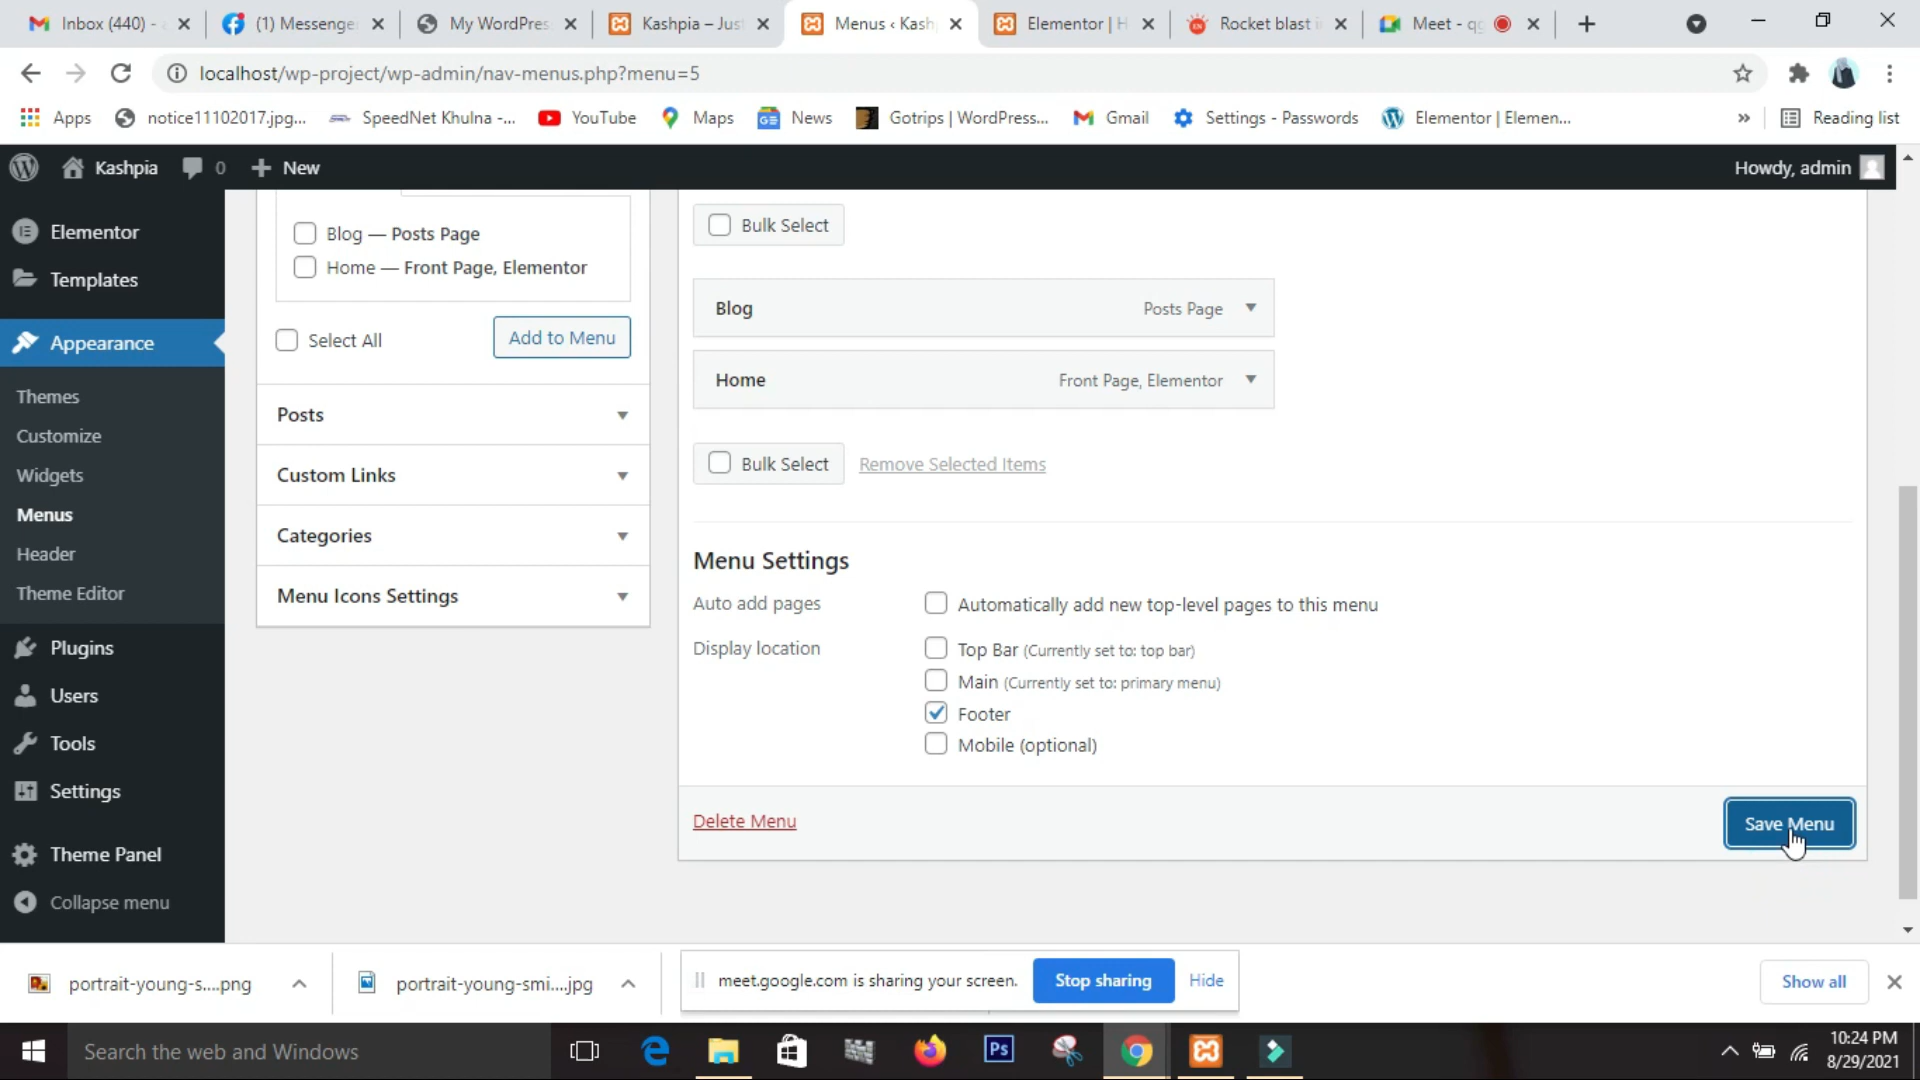 Inbox (440) -
(1) Messenge
My WordPres
Kashpia – Jus
Menus ‹ Kash
Elementor | H
Rocket blast i
Meet - qg
localhost/wp-project/wp-admin/nav-menus.php?menu=5
Apps
notice11102017.jpg...
SpeedNet Khulna -...
YouTube
Maps
News
Gotrips | WordPress...
Gmail
Settings - Passwords
Elementor | Elemen...
»
Reading list
Kashpia
0
New
Howdy, admin
Elementor
Templates
Appearance
Themes
Customize
Widgets
Menus
Header
Theme Editor
Plugins
Users
Tools
Settings
Theme Panel
Collapse menu
Blog — Posts Page
Home — Front Page, Elementor
Select All
Add to Menu
Posts
Custom Links
Categories
Menu Icons Settings
Bulk Select
Blog
Posts Page
Home
Front Page, Elementor
Bulk Select
Remove Selected Items
Menu Settings
Auto add pages
Automatically add new top-level pages to this menu
Display location
Top Bar (Currently set to: top bar)
Main (Currently set to: primary menu)
Footer
Mobile (optional)
Delete Menu
Save Menu
portrait-young-s....png
portrait-young-smi....jpg
meet.google.com is sharing your screen.
Stop sharing
Hide
Show all
Search the web and Windows
Ps
10:24 PM
8/29/2021